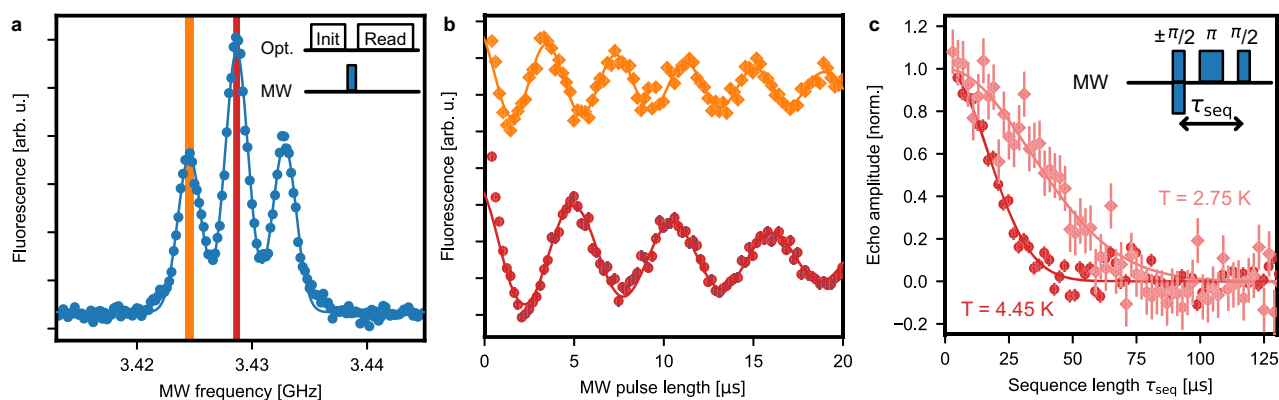 a
Fluorescence [arb. u.]
Opt.
Init
Read
MW
3.42
3.43
3.44
MW frequency [GHz]
b
Fluorescence [arb. u.]
0
5
10
15
20
MW pulse length [μs]
c
Echo amplitude [norm.]
1.2
1.0
0.8
0.6
0.4
0.2
0.0
−0.2
±π/2 π π/2
MW
τseq
T = 2.75 K
T = 4.45 K
0
25
50
75
100
125
Sequence length τseq [μs]